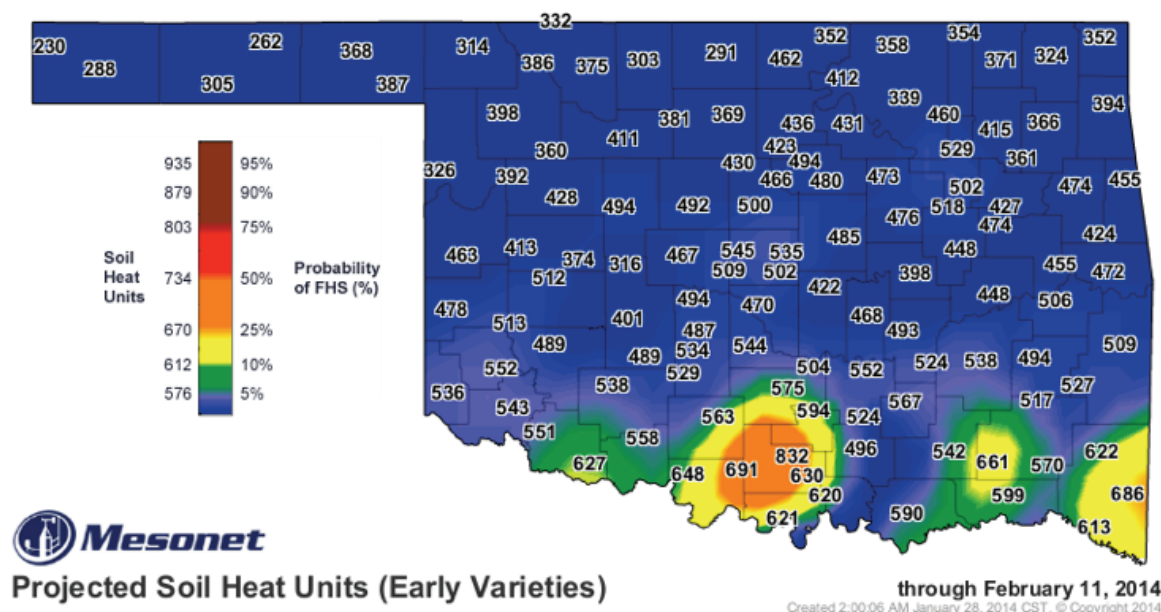 332
230 262 368 314 291 352 358 354 352
288 305 387 386 375 303 462 412 371 324
398 381 369 436 431 339 460 415 366 394
411 423
326 360 392 430 494 466 480 473 529 361
428 494 492 500 502 518 427 474 455
476 474
463 413 374 316 467 545 535 485 448 424
512 509 502 398 455 472
478 513 401 494 470 422 468 448 506
489 489 487 534 544 493 509
536 552 538 529 504 552 524 538 494 527
543 575 567 517
551 558 563 594 524
627 648 691 832 496 542 661 570 622
630 620 599 686
621 590 613
935 95%
879 90%
803 75%
Soil
Heat
Units
734 50%
Probability
of FHS (%)
670 25%
612 10%
576 5%
Mesonet
Projected Soil Heat Units (Early Varieties)
through February 11, 2014
Created 2:00:06 AM January 28, 2014 CST. © Copyright 2014